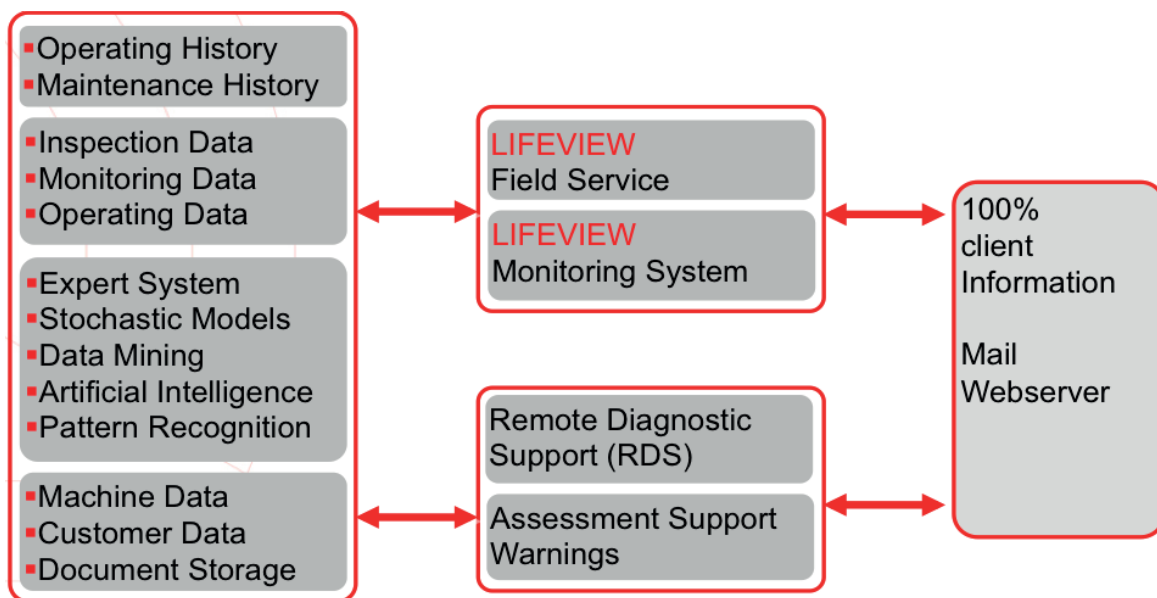 ▪Operating History
▪Maintenance History
▪Inspection Data
▪Monitoring Data
▪Operating Data
▪Expert System
▪Stochastic Models
▪Data Mining
▪Artificial Intelligence
▪Pattern Recognition
▪Machine Data
▪Customer Data
▪Document Storage
LIFEVIEW
Field Service
LIFEVIEW
Monitoring System
Remote Diagnostic
Support (RDS)
Assessment Support
Warnings
100%
client
Information
Mail
Webserver